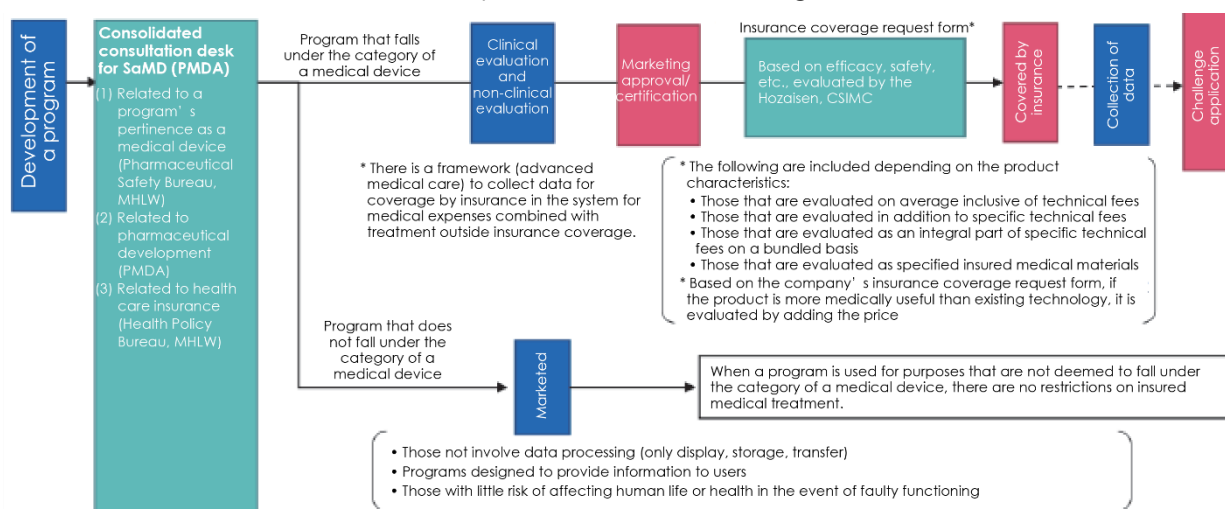 Development of
a program
Consolidated
consultation desk
for SaMD (PMDA)
(1) Related to a
program's
pertinence as a
medical device
(Pharmaceutical
Safety Bureau,
MHLW)
(2) Related to
pharmaceutical
development
(PMDA)
(3) Related to health
care insurance
(Health Policy
Bureau, MHLW)
Program that falls
under the category of
a medical device
Clinical
evaluation and
non-clinical
evaluation
Marketing
approval/
certification
Insurance coverage request form*
Based on efficacy, safety,
etc., evaluated by the
Hozaisen, CSIMC
Covered by
insurance
Collection of
data
Challenge
application
* There is a framework (advanced
medical care) to collect data for
coverage by insurance in the system for
medical expenses combined with
treatment outside insurance coverage.
* The following are included depending on the product
characteristics:
• Those that are evaluated on average inclusive of technical fees
• Those that are evaluated in addition to specific technical fees
• Those that are evaluated as an integral part of specific technical
fees on a bundled basis
• Those that are evaluated as specified insured medical materials
* Based on the company's insurance coverage request form, if
the product is more medically useful than existing technology, it is
evaluated by adding the price
Program that does
not fall under the
category of a
medical device
Marketed
When a program is used for purposes that are not deemed to fall under
the category of a medical device, there are no restrictions on insured
medical treatment.
• Those not involve data processing (only display, storage, transfer)
• Programs designed to provide information to users
• Those with little risk of affecting human life or health in the event of faulty functioning